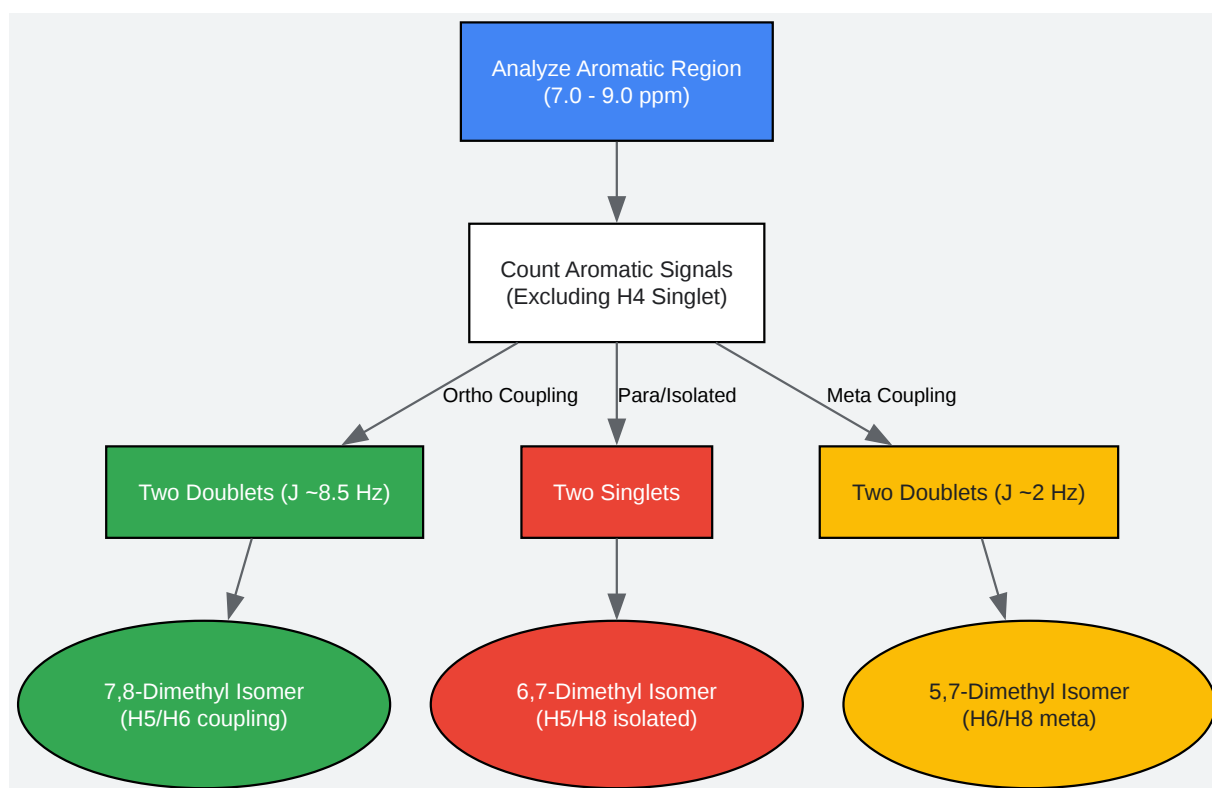 Analyze Aromatic Region
(7.0 - 9.0 ppm)
Count Aromatic Signals
(Excluding H4 Singlet)
Ortho Coupling
Para/Isolated
Meta Coupling
Two Doublets (J ~8.5 Hz)
Two Singlets
Two Doublets (J ~2 Hz)
7,8-Dimethyl Isomer
(H5/H6 coupling)
6,7-Dimethyl Isomer
(H5/H8 isolated)
5,7-Dimethyl Isomer
(H6/H8 meta)